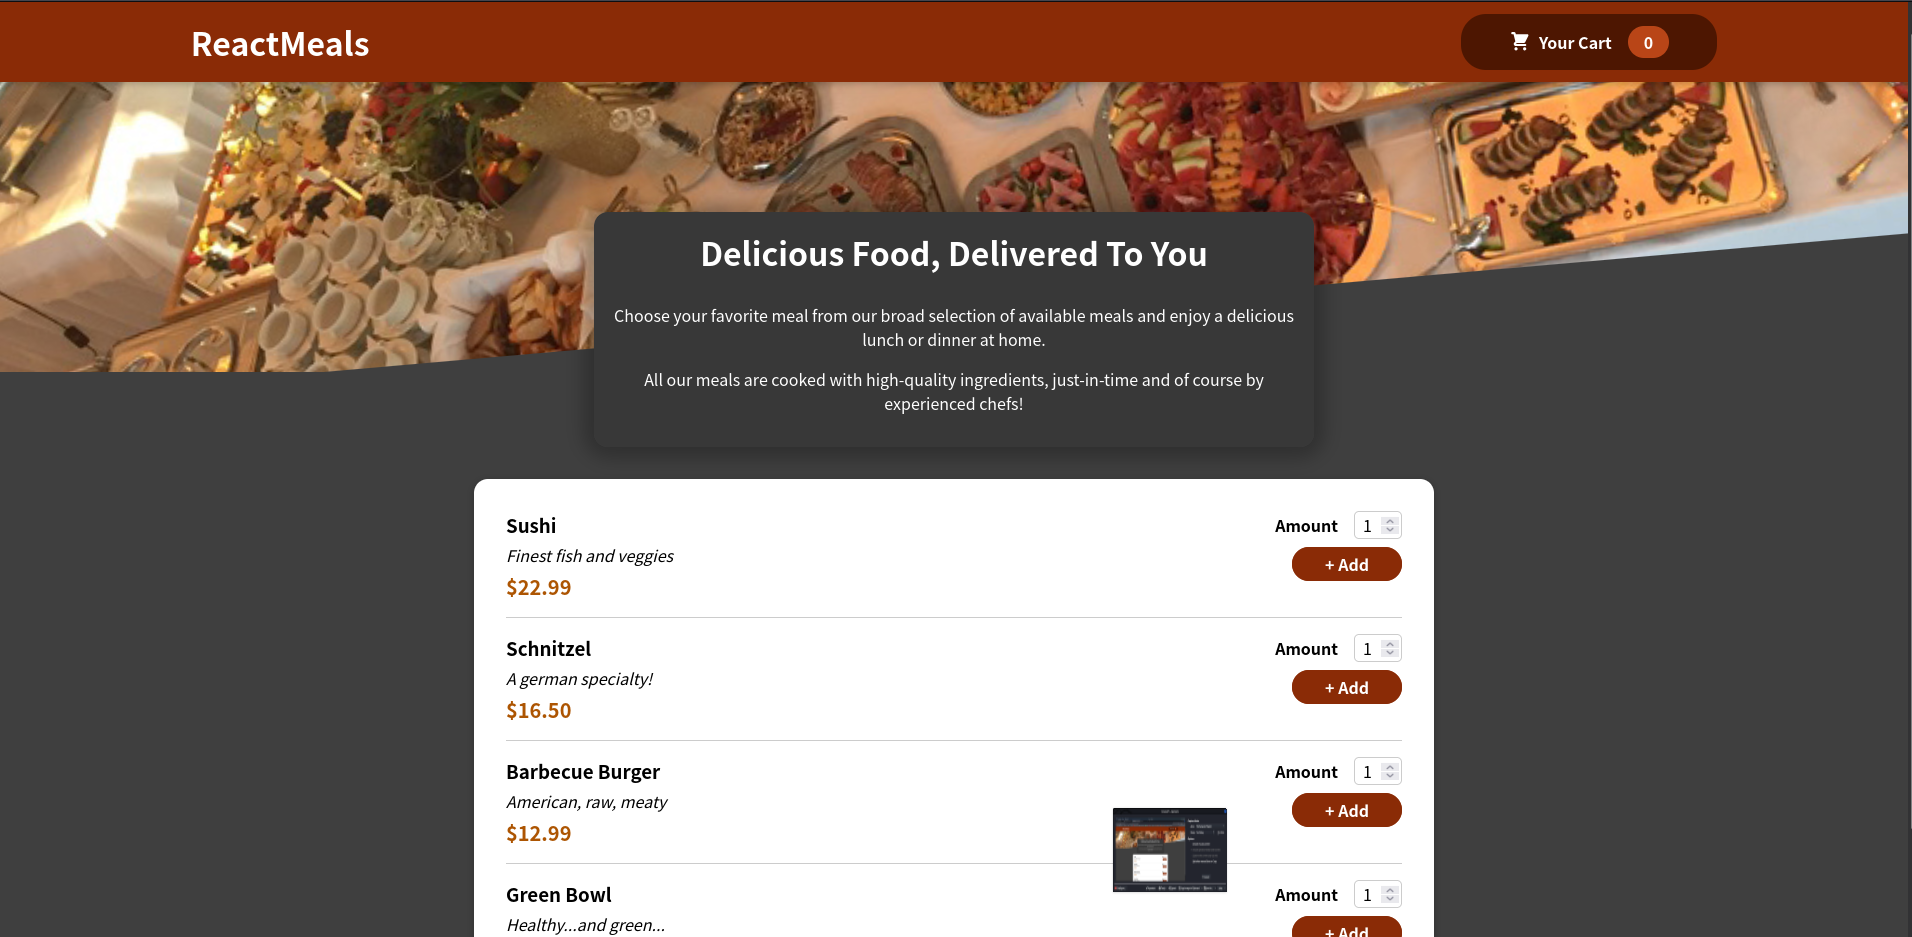 ReactMeals
Your Cart 0
Delicious Food, Delivered To You
Choose your favorite meal from our broad selection of available meals and enjoy a delicious
lunch or dinner at home.
All our meals are cooked with high-quality ingredients, just-in-time and of course by
experienced chefs!
Sushi
Finest fish and veggies
$22.99
Amount 1
+ Add
Schnitzel
A german specialty!
$16.50
Amount 1
+ Add
Barbecue Burger
American, raw, meaty
$12.99
Amount 1
+ Add
Green Bowl
Healthy...and green...
Amount 1
+ Add